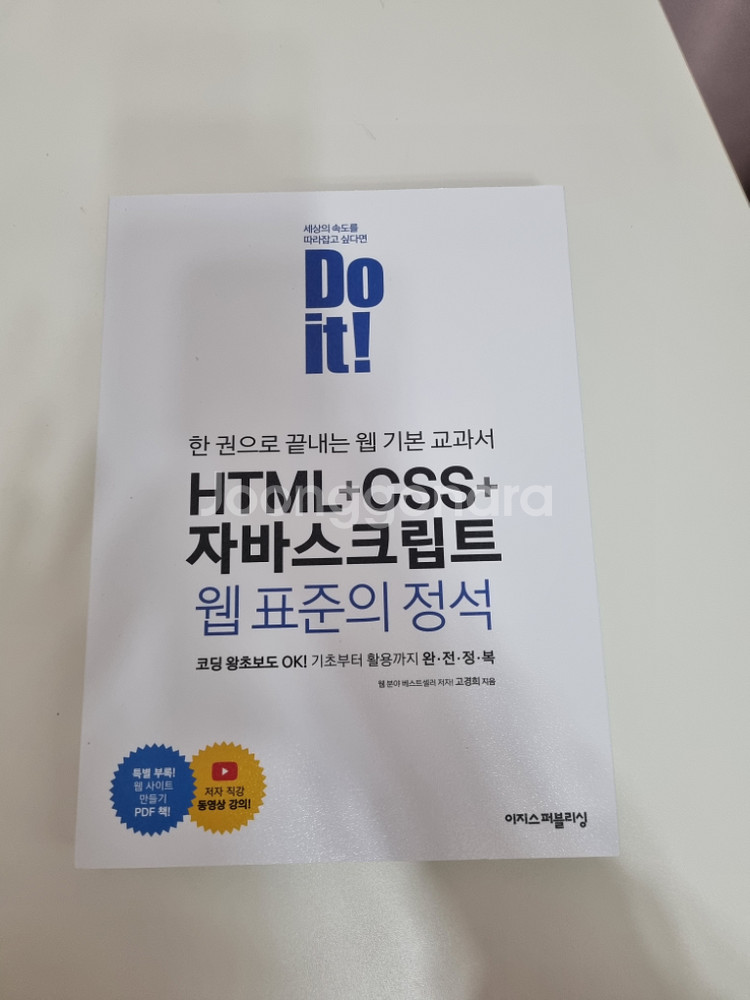 세상의 속도를
따라잡고 싶다면
Do
it!
한 권으로 끝내는 웹 기본 교과서
HTML+CSS+
자바스크립트
웹 표준의 정석
코딩 왕초보도 OK! 기초부터 활용까지 완·전·정·복
웹 분야 베스트셀러 저자! 고경희 지음
특별 부록!
웹 사이트
만들기
PDF 책!
저자 직강
동영상 강의!
이지스퍼블리싱
Joonggonara